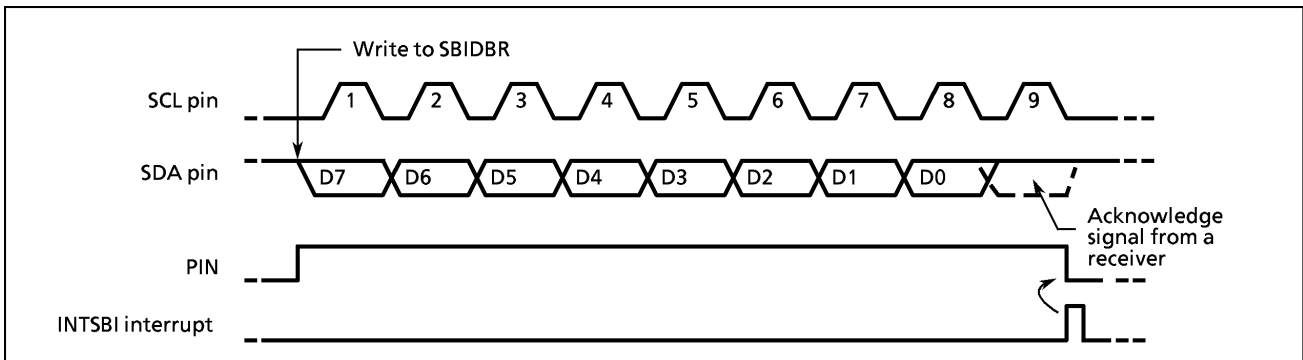 Write to SBIDBR
SCL pin 1 2 3 4 5 6 7 8 9
SDA pin D7 D6 D5 D4 D3 D2 D1 D0
Acknowledge
signal from a
receiver
PIN
INTSBI interrupt